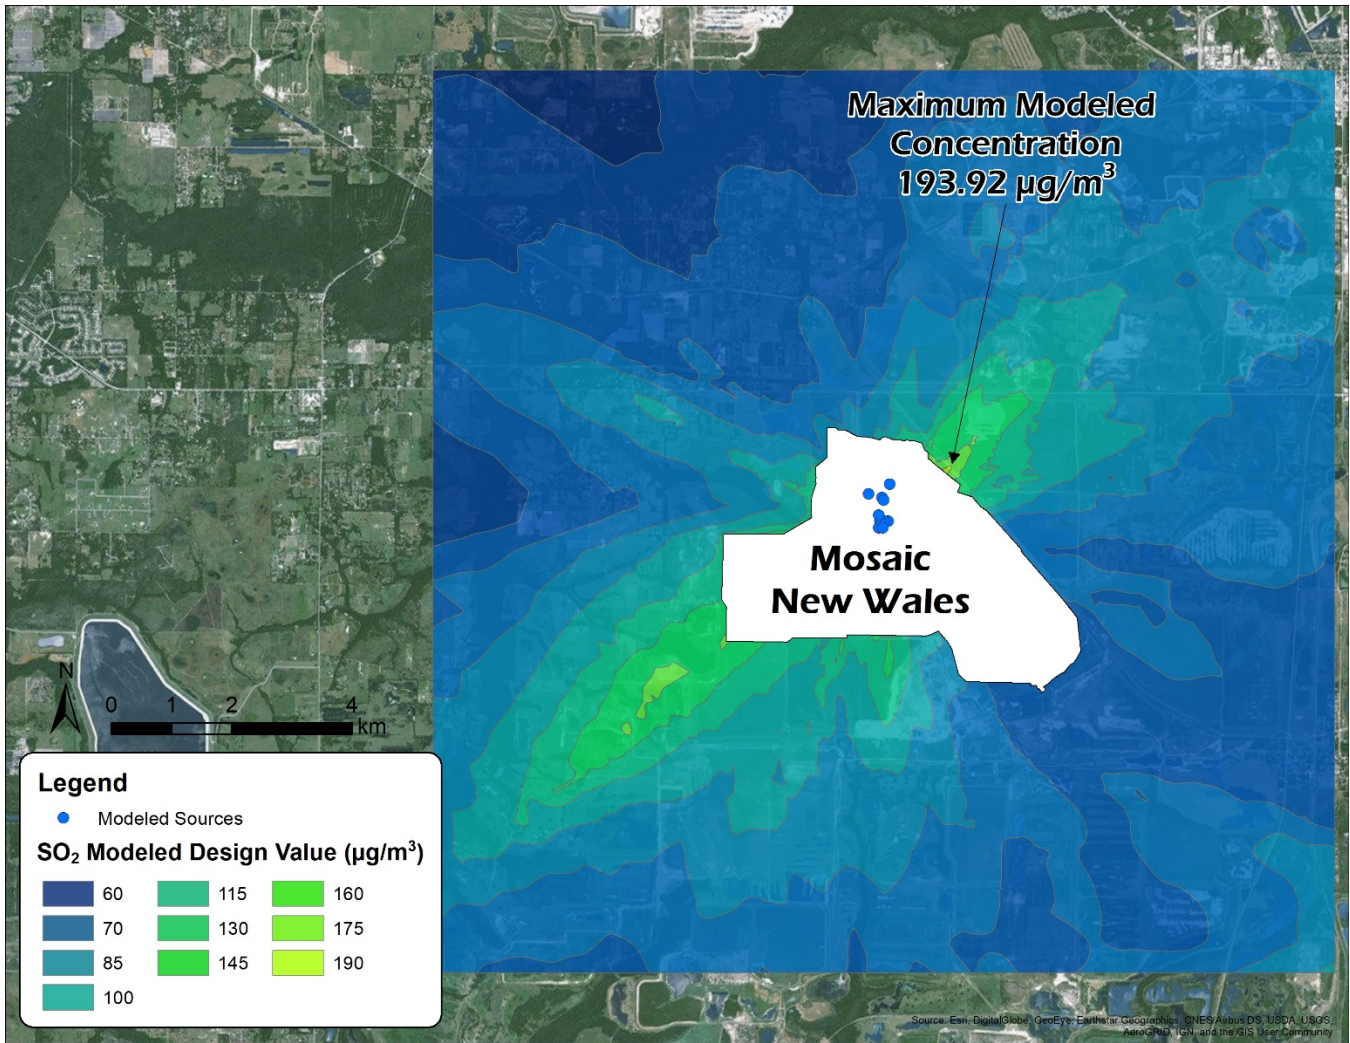 Maximum Modeled
Concentration
193.92 µg/m³
Mosaic
New Wales
N
0 1 2 4
km
Legend
Modeled Sources
SO₂ Modeled Design Value (µg/m³)
60 115 160
70 130 175
85 145 190
100
Source: Esri, DigitalGlobe, GeoEye, Earthstar Geographics, CNES/Airbus DS, USDA, USGS,
AeroGRID, IGN, and the GIS User Community